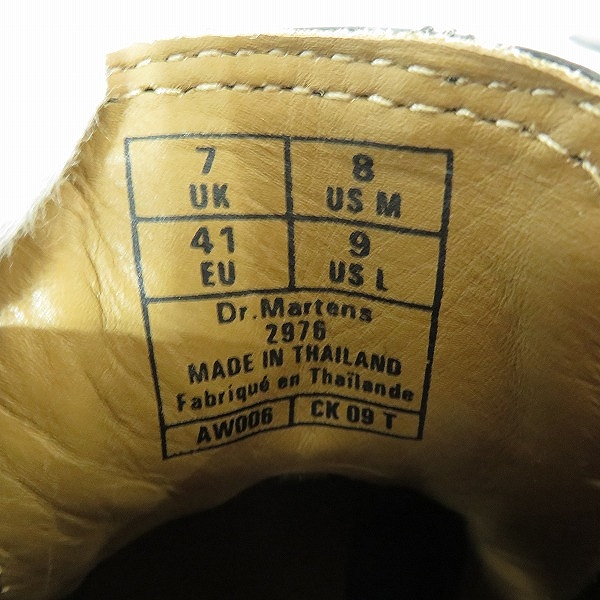 7 8
UK US M
41 9
EU US L
Dr.Martens
2976
MADE IN THAILAND
Fabriqué en Thaïlande
AW006 CK 09 T